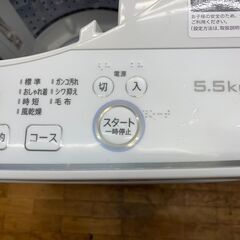 電源
切 入
5.5k
標準 ガンコ汚れ
おしゃれ着 シワ抑え
時短 毛布
風乾燥
スタート
一時停止
約 コース